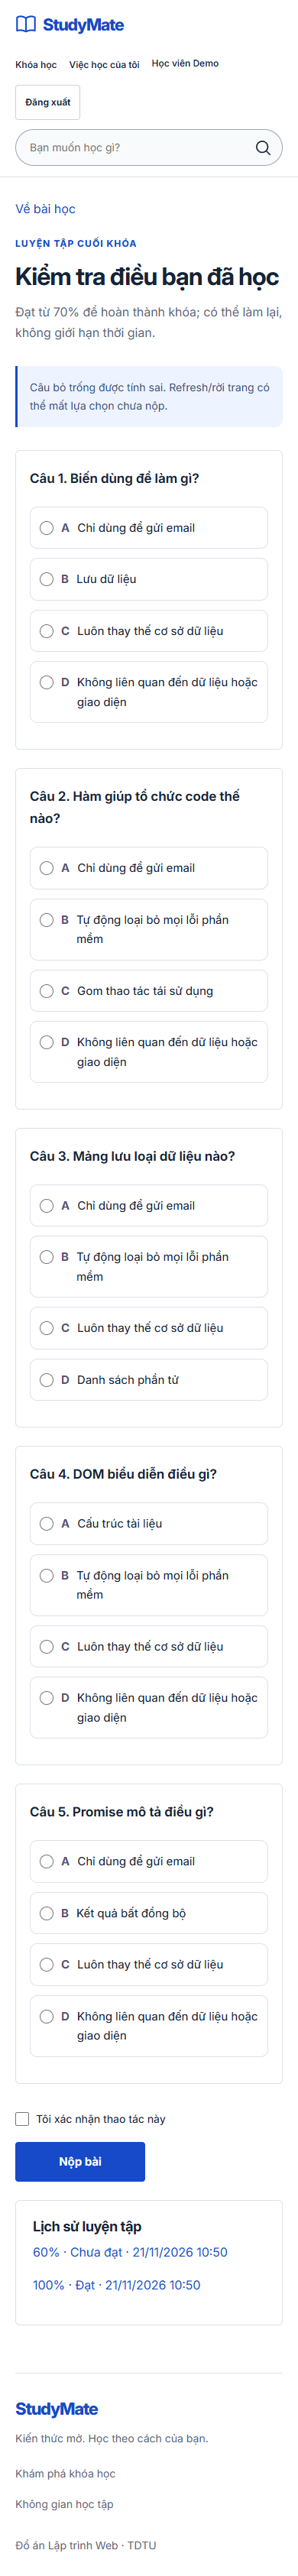 StudyMate
Khóa học Việc học của tôi Học viên Demo
Đăng xuất
Bạn muốn học gì?
Về bài học
LUYỆN TẬP CUỐI KHÓA
Kiểm tra điều bạn đã học
Đạt từ 70% để hoàn thành khóa; có thể làm lại,
không giới hạn thời gian.
Câu bỏ trống được tính sai. Refresh/rời trang có
thể mất lựa chọn chưa nộp.
Câu 1. Biến dùng để làm gì?
A Chỉ dùng để gửi email
B Lưu dữ liệu
C Luôn thay thế cơ sở dữ liệu
D Không liên quan đến dữ liệu hoặc
giao diện
Câu 2. Hàm giúp tổ chức code thế
nào?
A Chỉ dùng để gửi email
B Tự động loại bỏ mọi lỗi phần
mềm
C Gom thao tác tái sử dụng
D Không liên quan đến dữ liệu hoặc
giao diện
Câu 3. Mảng lưu loại dữ liệu nào?
A Chỉ dùng để gửi email
B Tự động loại bỏ mọi lỗi phần
mềm
C Luôn thay thế cơ sở dữ liệu
D Danh sách phần tử
Câu 4. DOM biểu diễn điều gì?
A Cấu trúc tài liệu
B Tự động loại bỏ mọi lỗi phần
mềm
C Luôn thay thế cơ sở dữ liệu
D Không liên quan đến dữ liệu hoặc
giao diện
Câu 5. Promise mô tả điều gì?
A Chỉ dùng để gửi email
B Kết quả bất đồng bộ
C Luôn thay thế cơ sở dữ liệu
D Không liên quan đến dữ liệu hoặc
giao diện
Tôi xác nhận thao tác này
Nộp bài
Lịch sử luyện tập
60% · Chưa đạt · 21/11/2026 10:50
100% · Đạt · 21/11/2026 10:50
StudyMate
Kiến thức mở. Học theo cách của bạn.
Khám phá khóa học
Không gian học tập
Đồ án Lập trình Web · TDTU